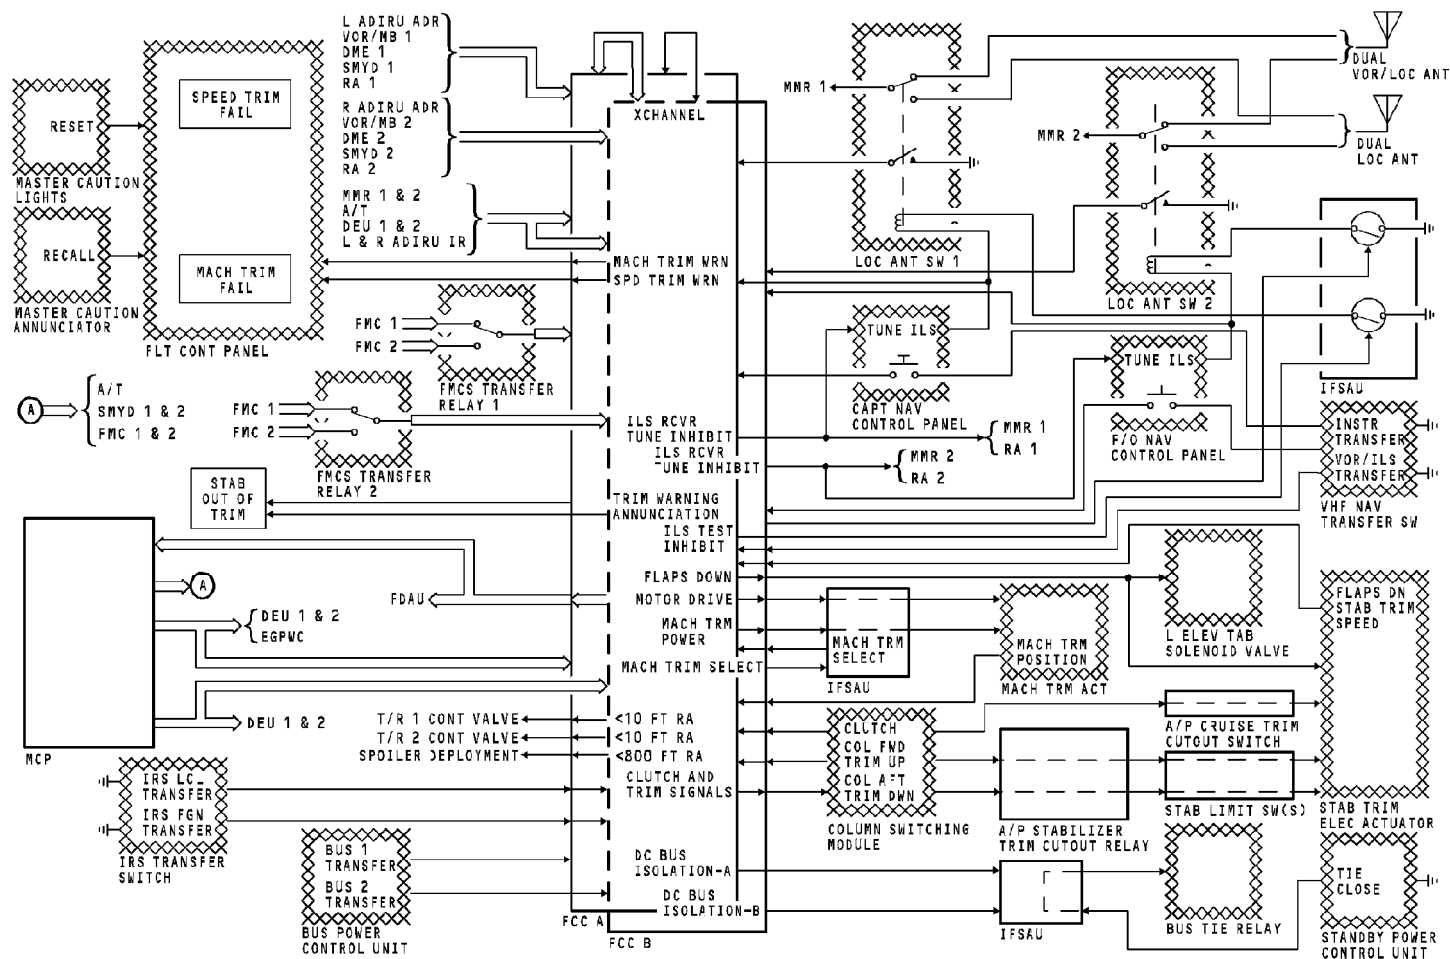 L ADIRU ADR
VOR/MB 1
DME 1
SMYD 1
RA 1
R ADIRU ADR
VOR/MB 2
DME 2
SMYD 2
RA 2
MMR 1 & 2
A/T
DEU 1 & 2
L & R ADIRU IR
SPEED TRIM
FAIL
MACH TRIM
FAIL
FLT CONT PANEL
RESET
MASTER CAUTION
LIGHTS
RECALL
MASTER CAUTION
ANNUNCIATOR
XCHANNEL
MACH TRIM WRN
SPD TRIM WRN
FMC 1
FMC 2
FMCS TRANSFER
RELAY 1
FMC 1
FMC 2
FMCS TRANSFER
RELAY 2
A
A/T
SMYD 1 & 2
FMC 1 & 2
STAB
OUT OF
TRIM
MCP
A
FDAU
DEU 1 & 2
EGPWC
DEU 1 & 2
T/R 1 CONT VALVE
T/R 2 CONT VALVE
SPOILER DEPLOYMENT
TRANSFER
IRS FGN
TRANSFER
IRS TRANSFER
SWITCH
BUS 1
TRANSFER
BUS 2
TRANSFER
BUS POWER
CONTROL UNIT
ILS RCVR
TUNE INHIBIT
ILS RCVR
TUNE INHIBIT
TRIM WARNING
ANNUNCIATION
ILS TEST
INHIBIT
FLAPS DOWN
MOTOR DRIVE
MACH TRM
POWER
MACH TRIM SELECT
<10 FT RA
<10 FT RA
<800 FT RA
CLUTCH AND
TRIM SIGNALS
DC BUS
ISOLATION-A
DC BUS
ISOLATION-B
FCC A
FCC B
MMR 1
LOC ANT SW 1
MMR 2
LOC ANT SW 2
DUAL
VOR/LOC ANT
DUAL
LOC ANT
IFSAU
TUNE ILS
CAPT NAV
CONTROL PANEL
TUNE ILS
F/O NAV
CONTROL PANEL
MMR 1
RA 1
MMR 2
RA 2
INSTR
TRANSFER
VOR/ILS
TRANSFER
VHF NAV
TRANSFER SW
MACH TRM
SELECT
IFSAU
MACH TRM
POSITION
MACH TRM ACT
L ELEV TAB
SOLENOID VALVE
FLAPS DN
STAB TRIM
SPEED
STAB TRIM
ELEC ACTUATOR
CLUTCH
COL FWD
TRIM UP
COL AFT
TRIM DWN
COLUMN SWITCHING
MODULE
A/P STABILIZER
TRIM CUTOUT RELAY
A/P CRUISE TRIM
CUTOUT SWITCH
STAB LIMIT SW(S)
IFSAU
BUS TIE RELAY
TIE
CLOSE
STANDBY POWER
CONTROL UNIT